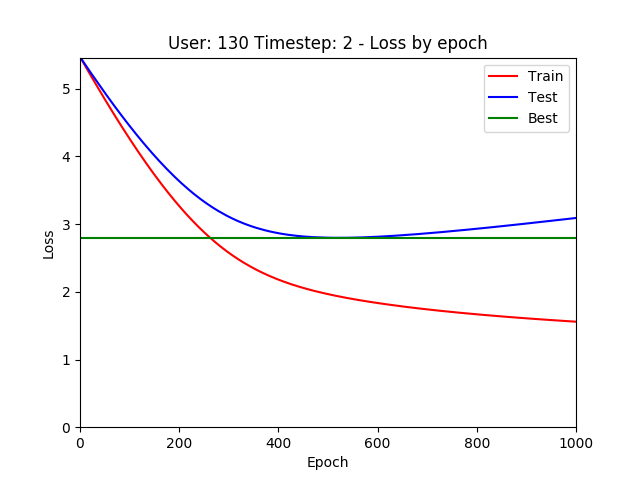 User: 130 Timestep: 2 - Loss by epoch
Train
Test
Best
5
4
3
2
1
0
Loss
0 200 400 600 800 1000
Epoch